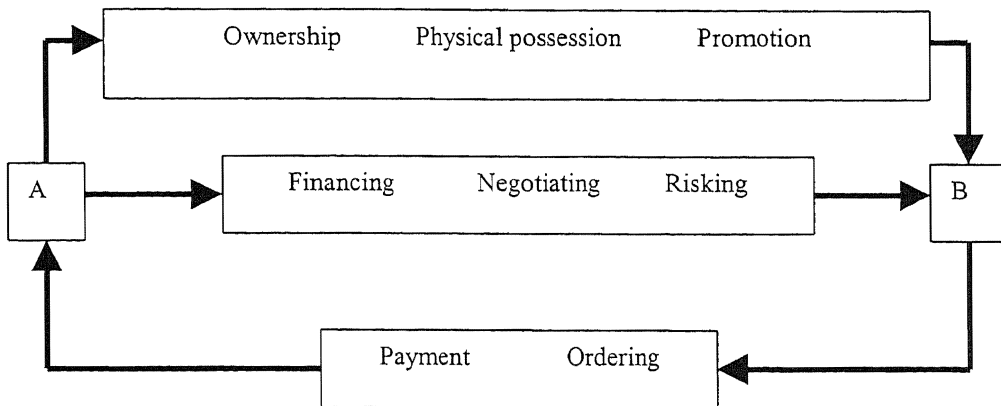 Ownership Physical possession Promotion
A Financing Negotiating Risking B
Payment Ordering